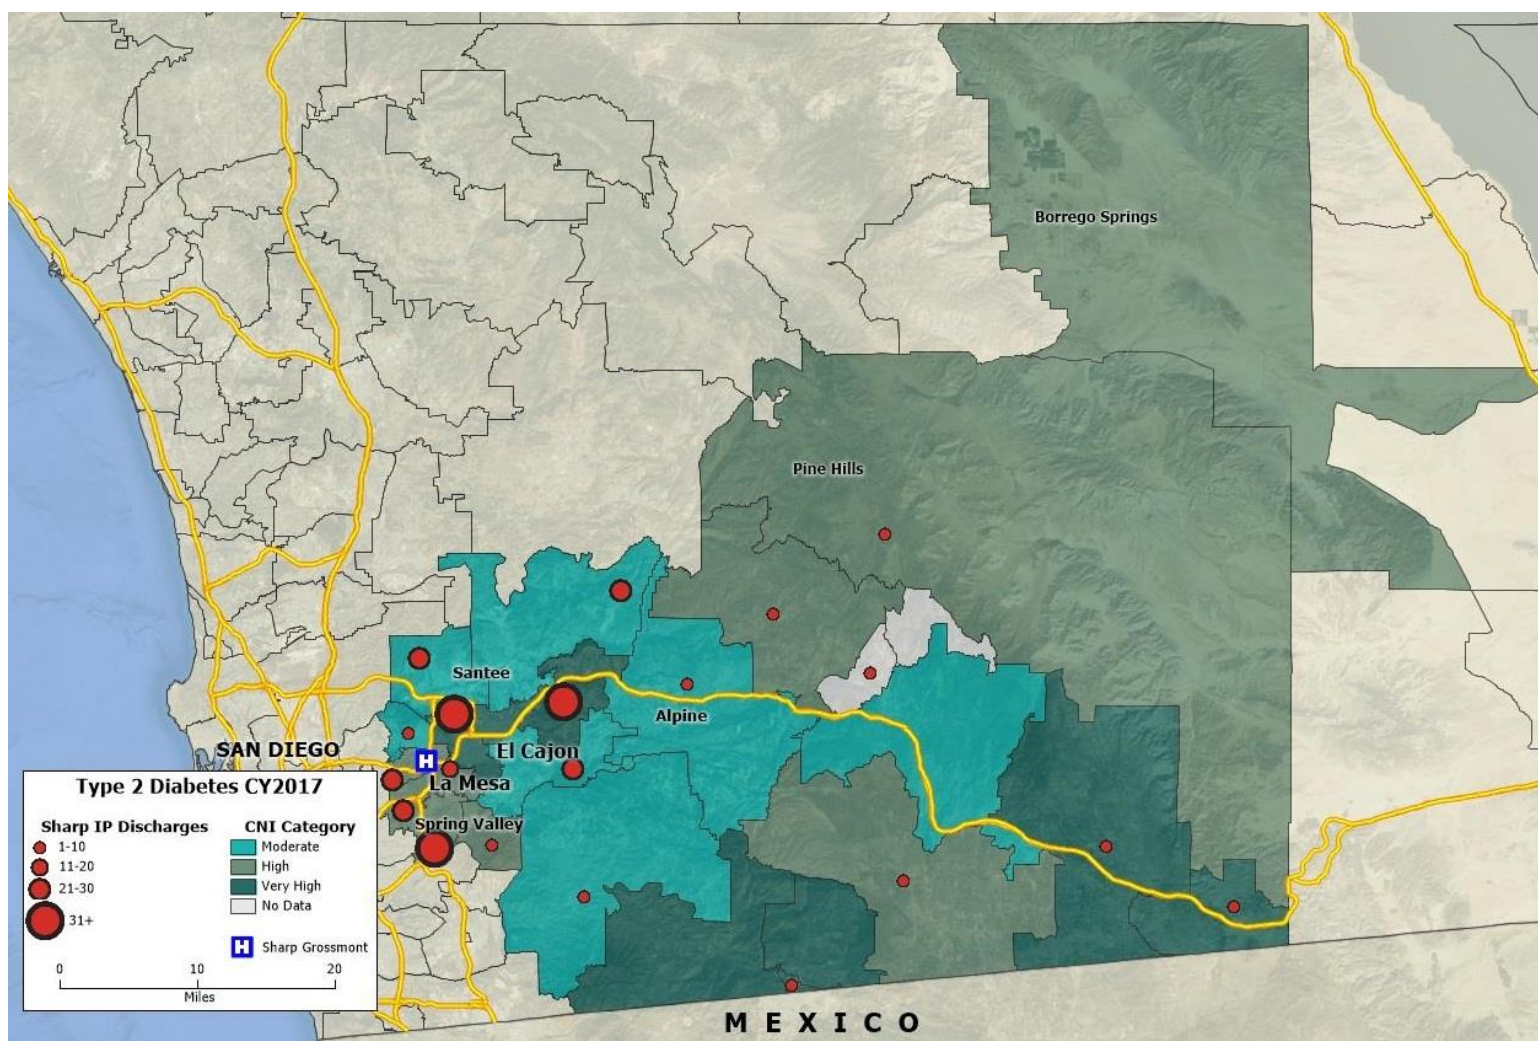 Borrego Springs
Pine Hills
Santee
Alpine
SAN DIEGO
El Cajon
La Mesa
Spring Valley
Type 2 Diabetes CY2017
Sharp IP Discharges
1-10
11-20
21-30
31+
CNI Category
Moderate
High
Very High
No Data
H Sharp Grossmont
0 10 20
Miles
H
MEXICO